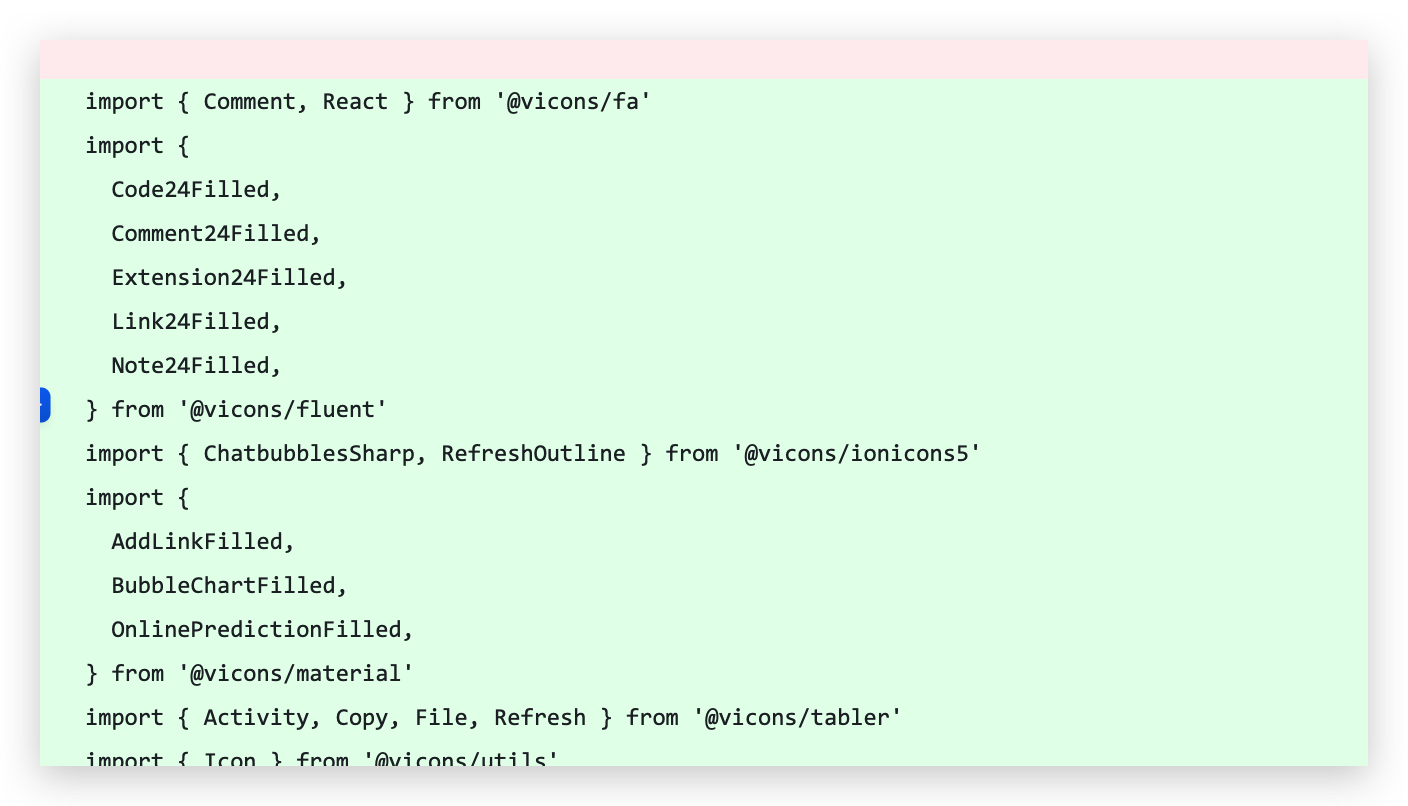 import { Comment, React } from '@vicons/fa'
import {
  Code24Filled,
  Comment24Filled,
  Extension24Filled,
  Link24Filled,
  Note24Filled,
} from '@vicons/fluent'
import { ChatbubblesSharp, RefreshOutline } from '@vicons/ionicons5'
import {
  AddLinkFilled,
  BubbleChartFilled,
  OnlinePredictionFilled,
} from '@vicons/material'
import { Activity, Copy, File, Refresh } from '@vicons/tabler'
import { Icon } from '@vicons/utils'